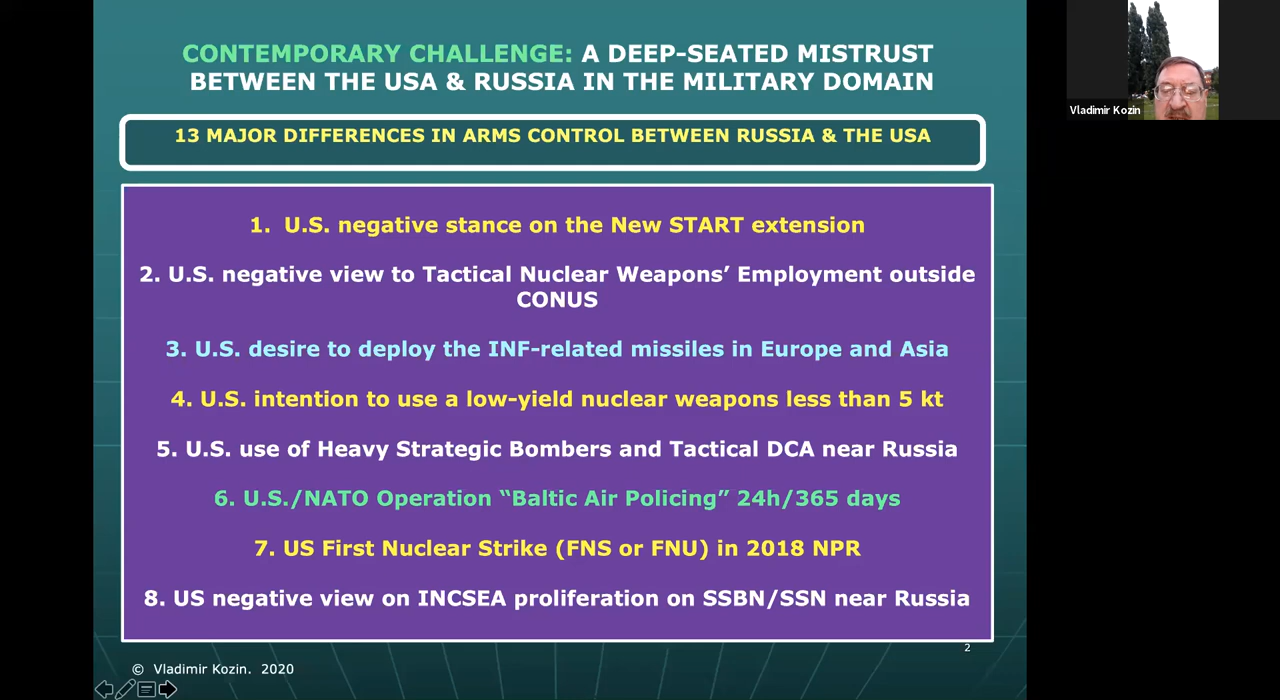 CONTEMPORARY CHALLENGE: A DEEP-SEATED MISTRUST
BETWEEN THE USA & RUSSIA IN THE MILITARY DOMAIN
13 MAJOR DIFFERENCES IN ARMS CONTROL BETWEEN RUSSIA & THE USA
1. U.S. negative stance on the New START extension
2. U.S. negative view to Tactical Nuclear Weapons’ Employment outside
CONUS
3. U.S. desire to deploy the INF-related missiles in Europe and Asia
4. U.S. intention to use a low-yield nuclear weapons less than 5 kt
5. U.S. use of Heavy Strategic Bombers and Tactical DCA near Russia
6. U.S./NATO Operation “Baltic Air Policing” 24h/365 days
7. US First Nuclear Strike (FNS or FNU) in 2018 NPR
8. US negative view on INCSEA proliferation on SSBN/SSN near Russia
2
© Vladimir Kozin. 2020
Vladimir Kozin